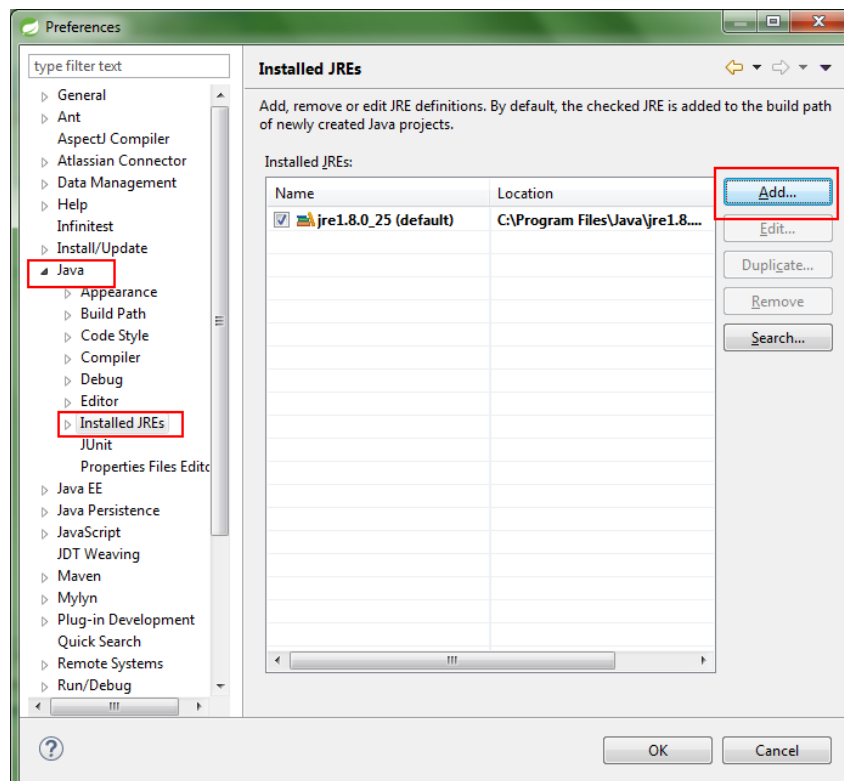 Preferences
type filter text
General
Ant
AspectJ Compiler
Atlassian Connector
Data Management
Help
Infinitest
Install/Update
Java
Appearance
Build Path
Code Style
Compiler
Debug
Editor
Installed JREs
JUnit
Properties Files Edito
Java EE
Java Persistence
JavaScript
JDT Weaving
Maven
Mylyn
Plug-in Development
Quick Search
Remote Systems
Run/Debug
Installed JREs
Add, remove or edit JRE definitions. By default, the checked JRE is added to the build path
of newly created Java projects.
Installed JREs:
Name Location
jre1.8.0_25 (default) C:\Program Files\Java\jre1.8....
Add...
Edit...
Duplicate...
Remove
Search...
OK Cancel